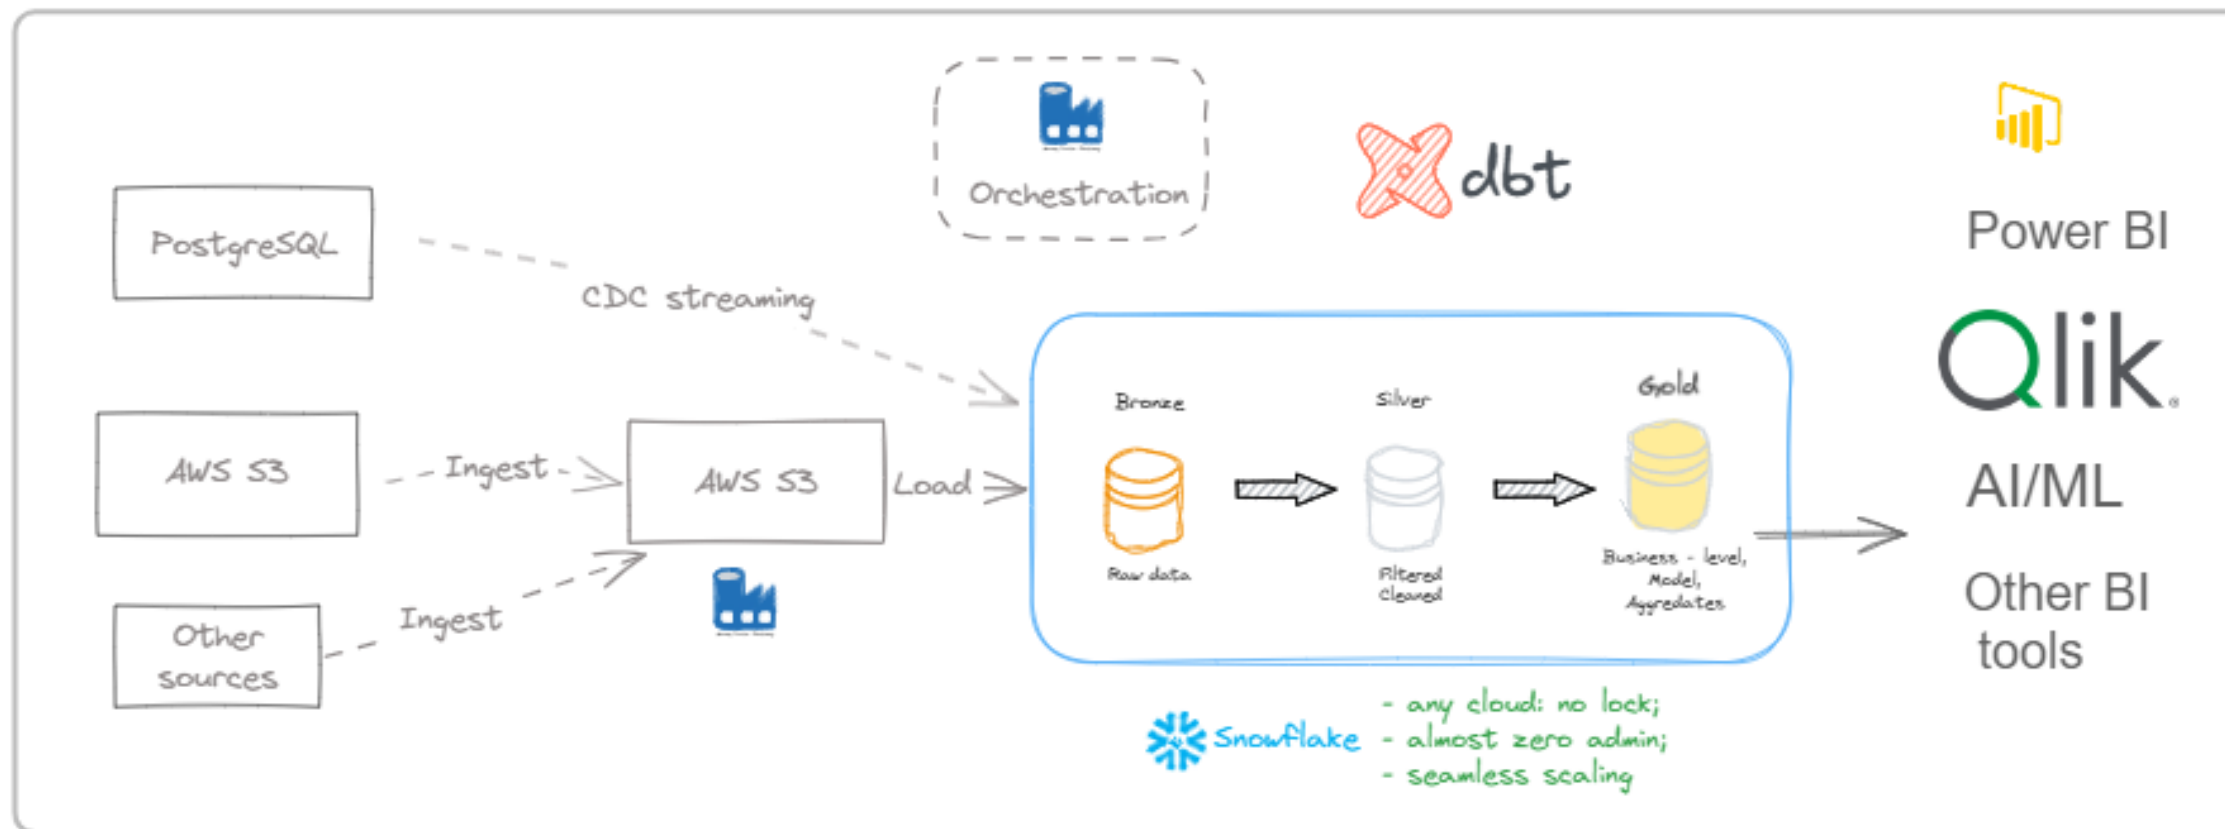 Orchestration
dbt
Power BI
PostgreSQL
CDC streaming
Qlik
Bronze
Silver
Gold
AWS S3
Ingest
AWS S3
Load
AI/ML
Raw data
Filtered
Cleaned
Business - level,
Model,
Aggredates
Other
sources
Ingest
Other BI
tools
Snowflake
- any cloud: no lock;
- almost zero admin;
- seamless scaling